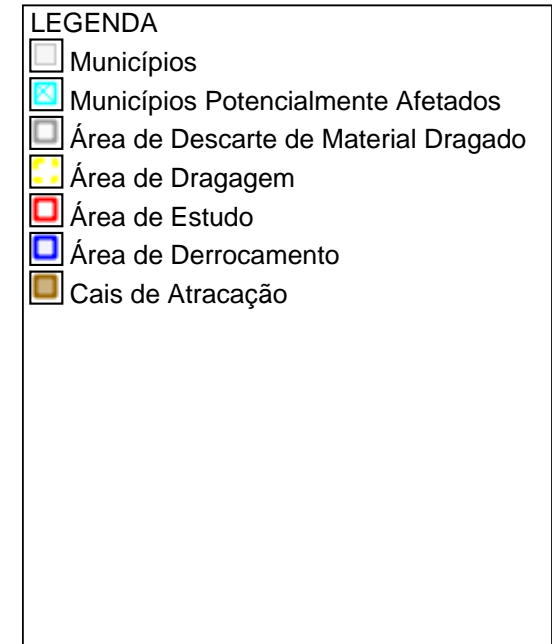 LEGENDA
Municípios
Municípios Potencialmente Afetados
Área de Descarte de Material Dragado
Área de Dragagem
Área de Estudo
Área de Derrocamento
Cais de Atracação